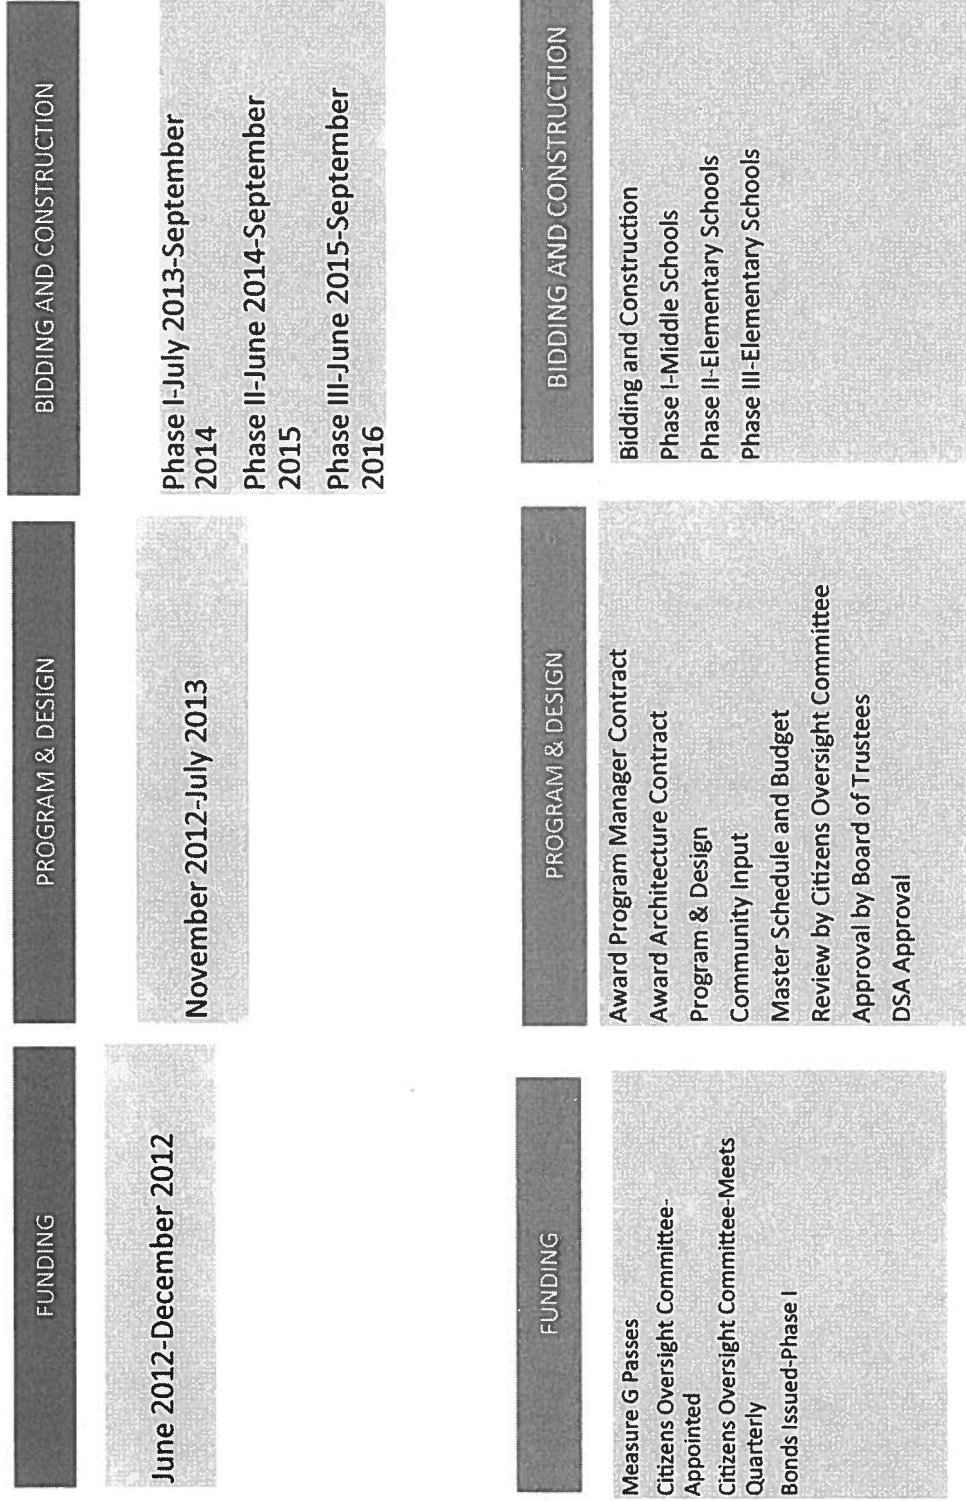 FUNDING
June 2012-December 2012
PROGRAM & DESIGN
November 2012-July 2013
BIDDING AND CONSTRUCTION
Phase I-July 2013-September
2014
Phase II-June 2014-September
2015
Phase III-June 2015-September
2016
FUNDING
Measure G Passes
Citizens Oversight Committee-
Appointed
Citizens Oversight Committee-Meets
Quarterly
Bonds Issued-Phase I
PROGRAM & DESIGN
Award Program Manager Contract
Award Architecture Contract
Program & Design
Community Input
Master Schedule and Budget
Review by Citizens Oversight Committee
Approval by Board of Trustees
DSA Approval
BIDDING AND CONSTRUCTION
Bidding and Construction
Phase I-Middle Schools
Phase II-Elementary Schools
Phase III-Elementary Schools